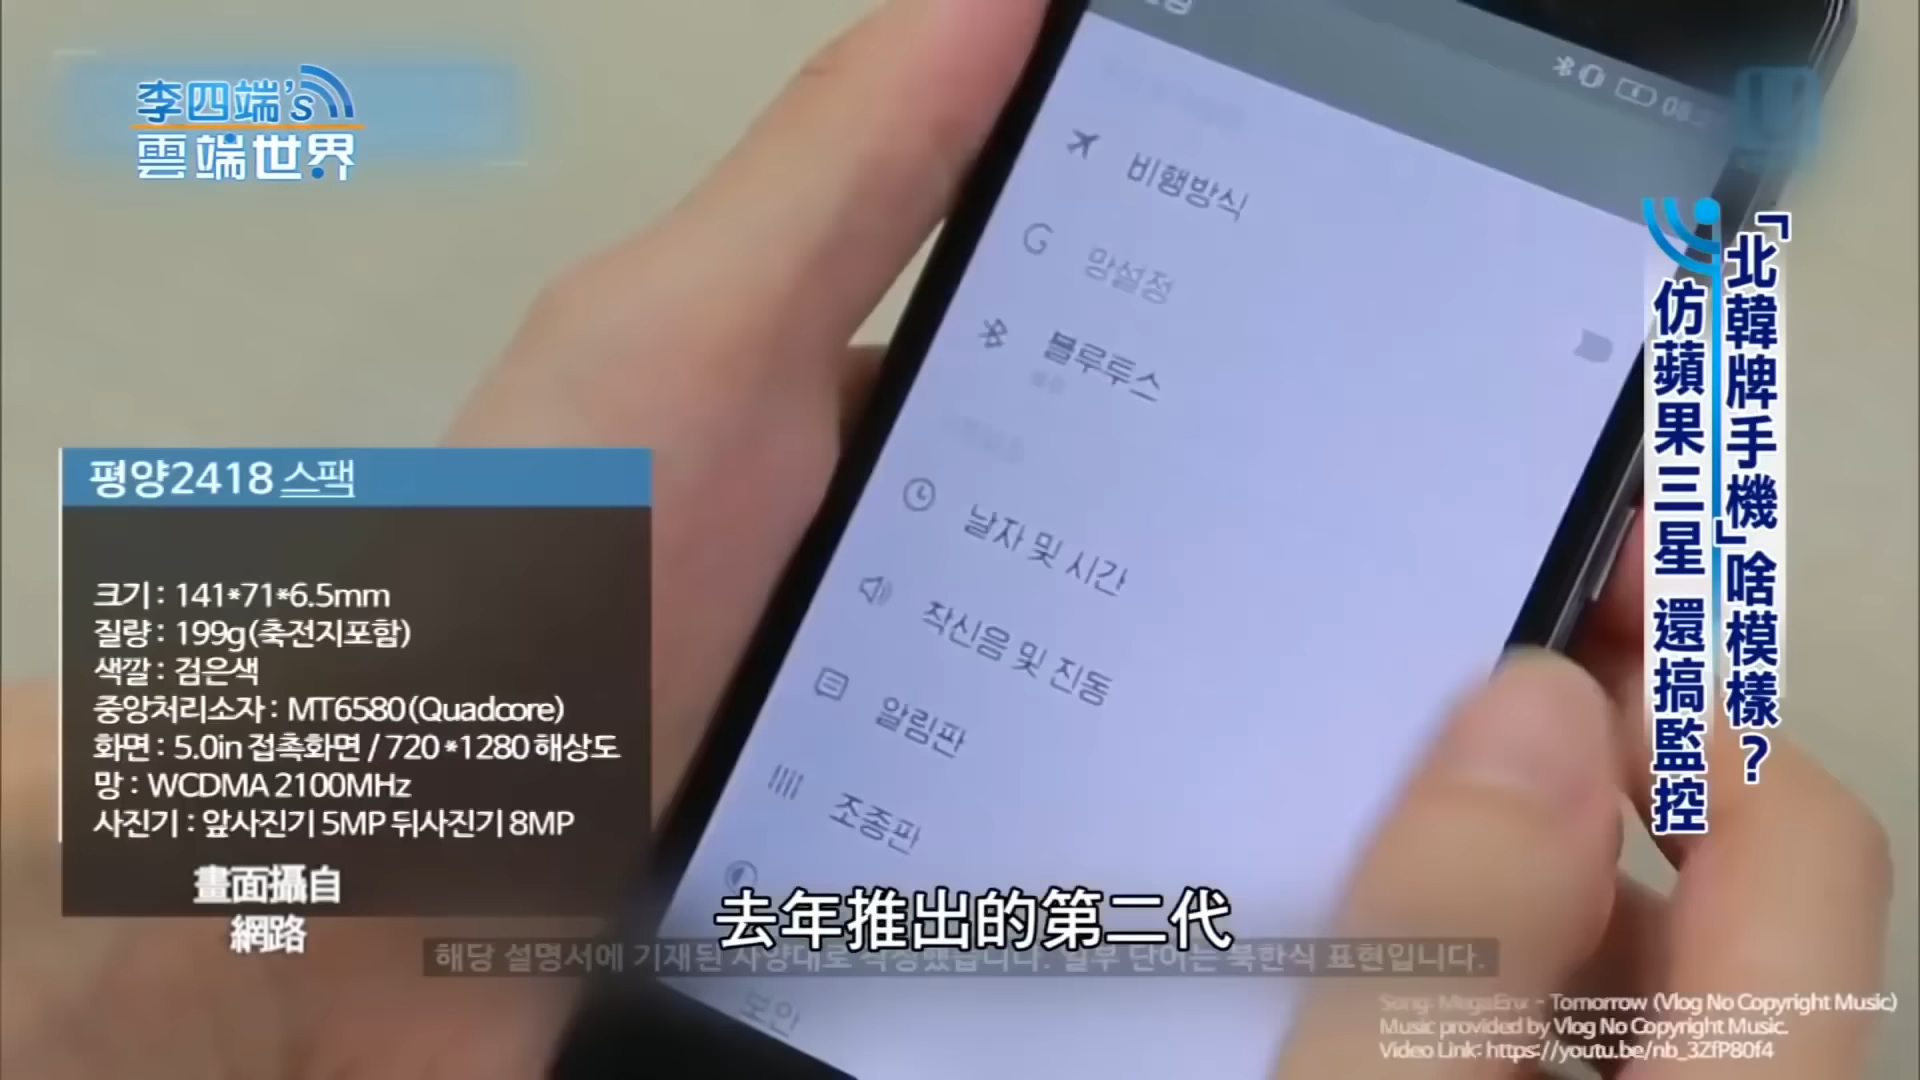 李四端's
雲端世界
「北韓牌手機」啥模樣？
仿蘋果三星 還搞監控
비행방식
망설정
블루투스
날자 및 시간
착신음 및 진동
알림판
조종판
보안
평양2418 스팩
크기 : 141*71*6.5mm
질량 : 199g(축전지포함)
색깔 : 검은색
중앙처리소자 : MT6580(Quadcore)
화면 : 5.0in 접촉화면 / 720*1280 해상도
망 : WCDMA 2100MHz
사진기 : 앞사진기 5MP 뒤사진기 8MP
畫面攝自
網路
去年推出的第二代
해당 설명서에 기재된 사양대로 작성했습니다. 일부 단어는 북한식 표현입니다.
Song: - Tomorrow (Vlog No Copyright Music)
Music provided by Vlog No Copyright Music.
Video Link: https://youtu.be/nb_3ZfP80f4